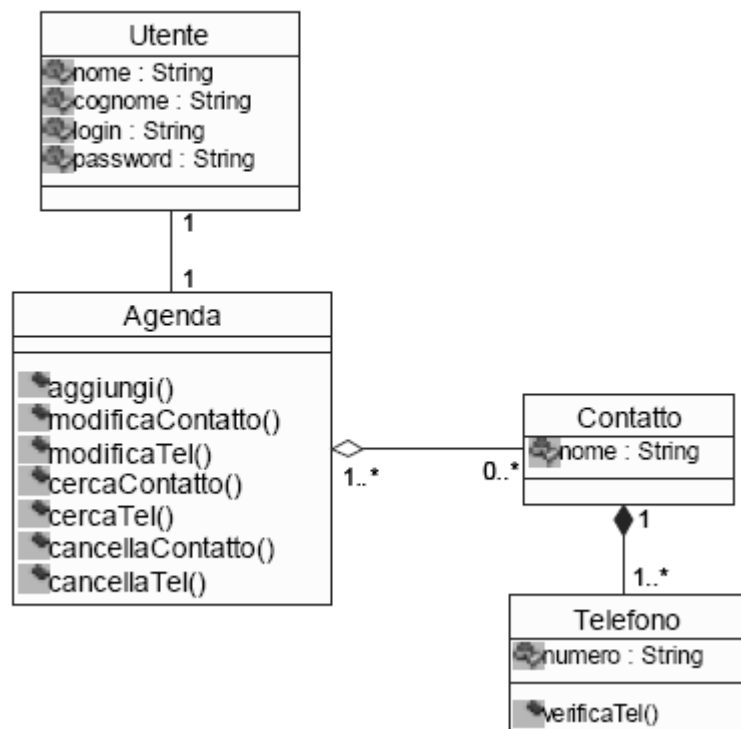 Utente
nome : String
cognome : String
login : String
password : String
1
1
Agenda
aggiungi()
modificaContatto()
modificaTel()
cercaContatto()
cercaTel()
cancellaContatto()
cancellaTel()
1..*
0..*
Contatto
nome : String
1
1..*
Telefono
numero : String
verificaTel()